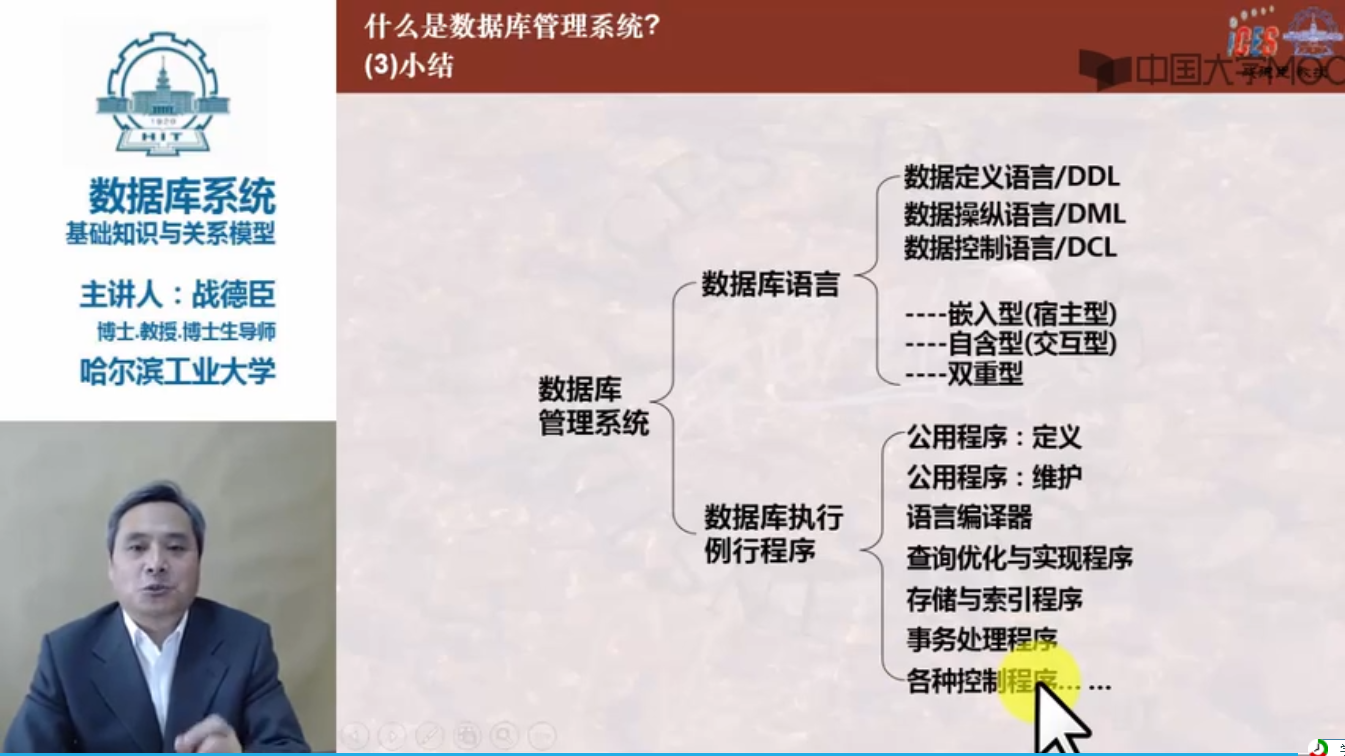 什么是数据库管理系统?
(3)小结
中国大学MOO
iCES
1920
HIT
数据库系统
基础知识与关系模型
主讲人：战德臣
博士.教授.博士生导师
哈尔滨工业大学
数据库
管理系统
数据库语言
数据定义语言/DDL
数据操纵语言/DML
数据控制语言/DCL
----嵌入型(宿主型)
----自含型(交互型)
----双重型
数据库执行
例行程序
公用程序：定义
公用程序：维护
语言编译器
查询优化与实现程序
存储与索引程序
事务处理程序
各种控制程序... ...